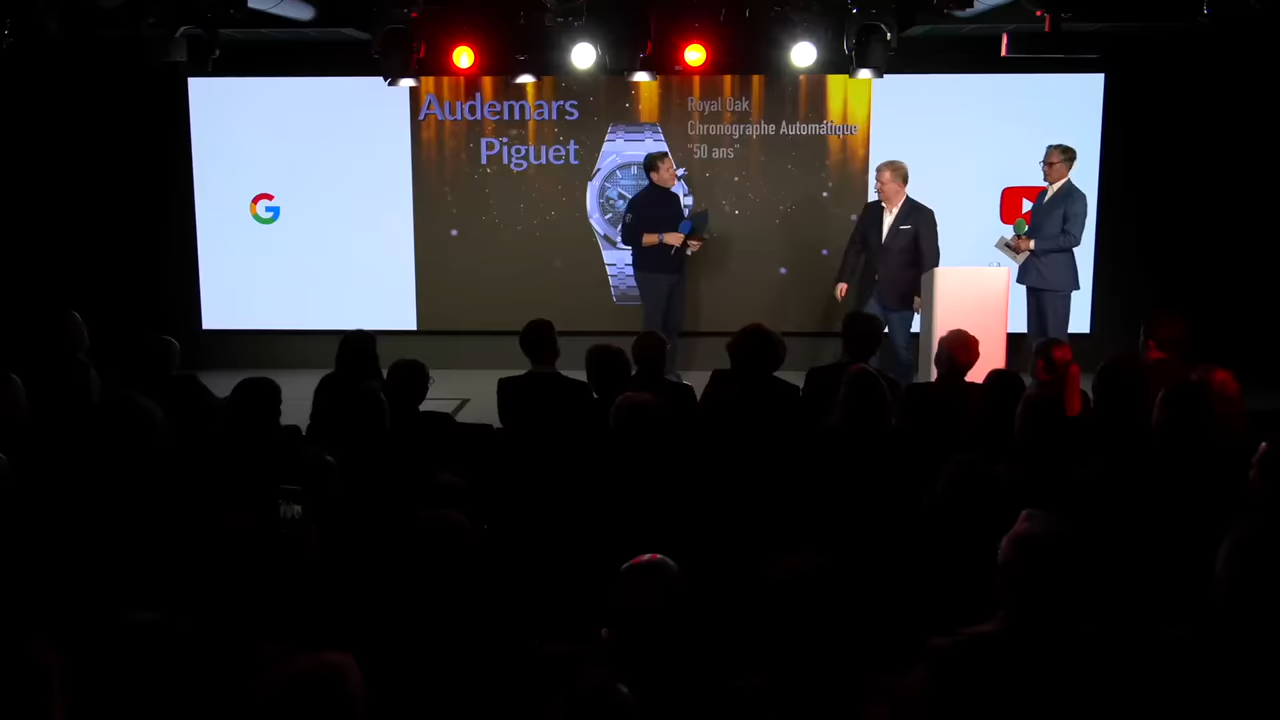 Audemars
Piguet
Royal Oak
Chronographe Automatique
"50 ans"
G